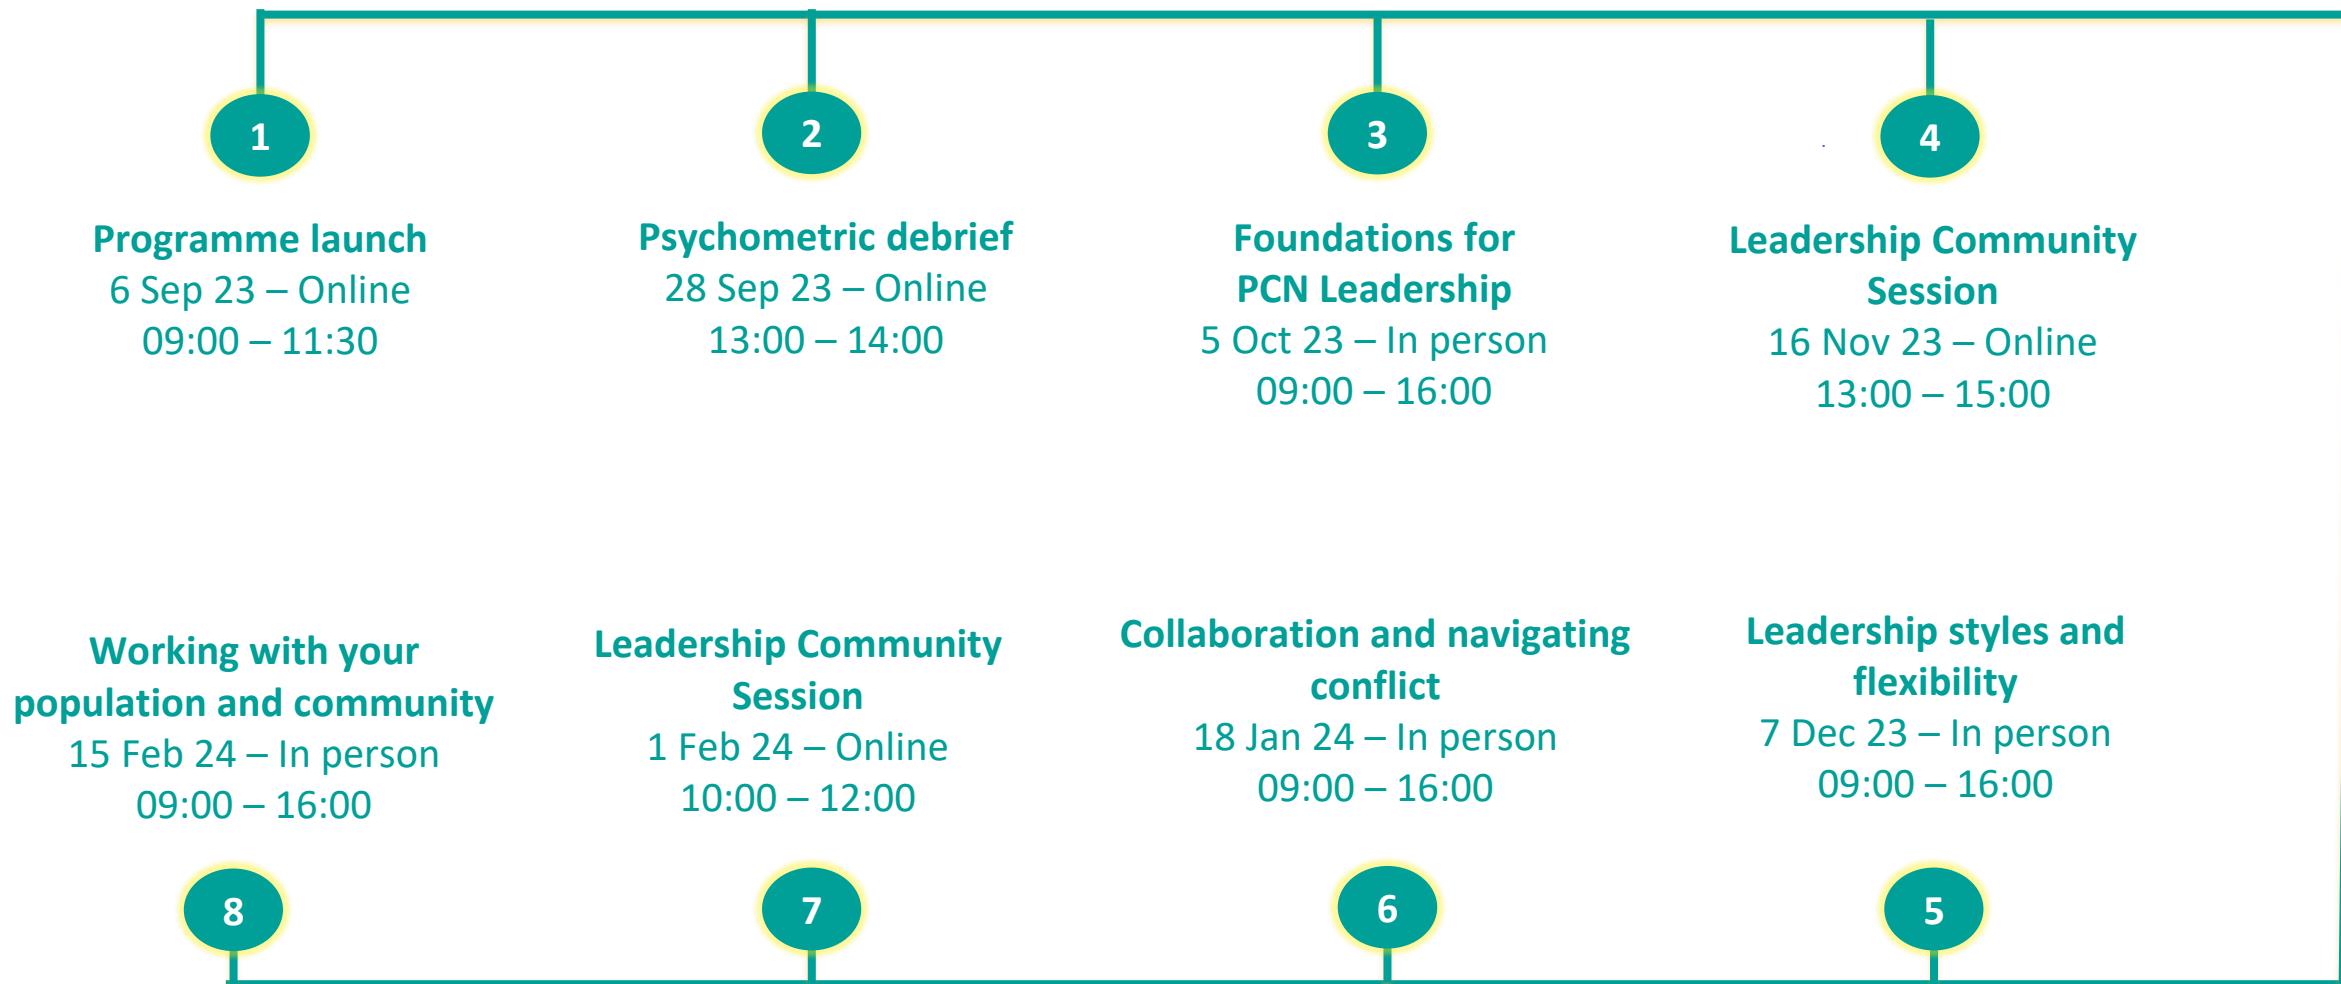 1
Programme launch
6 Sep 23 – Online
09:00 – 11:30
2
Psychometric debrief
28 Sep 23 – Online
13:00 – 14:00
3
Foundations for
PCN Leadership
5 Oct 23 – In person
09:00 – 16:00
4
Leadership Community
Session
16 Nov 23 – Online
13:00 – 15:00
Leadership styles and
flexibility
7 Dec 23 – In person
09:00 – 16:00
5
Collaboration and navigating
conflict
18 Jan 24 – In person
09:00 – 16:00
6
Leadership Community
Session
1 Feb 24 – Online
10:00 – 12:00
7
Working with your
population and community
15 Feb 24 – In person
09:00 – 16:00
8